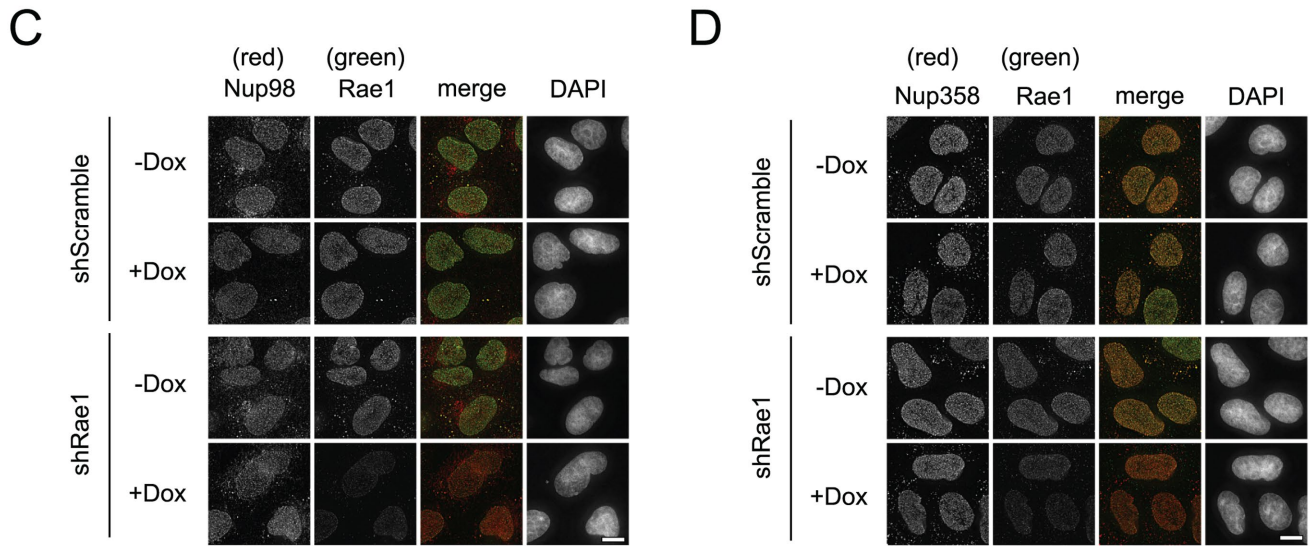 C
(red) (green)
Nup98 Rae1 merge DAPI
shScramble
-Dox
+Dox
shRae1
-Dox
+Dox
D
(red) (green)
Nup358 Rae1 merge DAPI
shScramble
-Dox
+Dox
shRae1
-Dox
+Dox